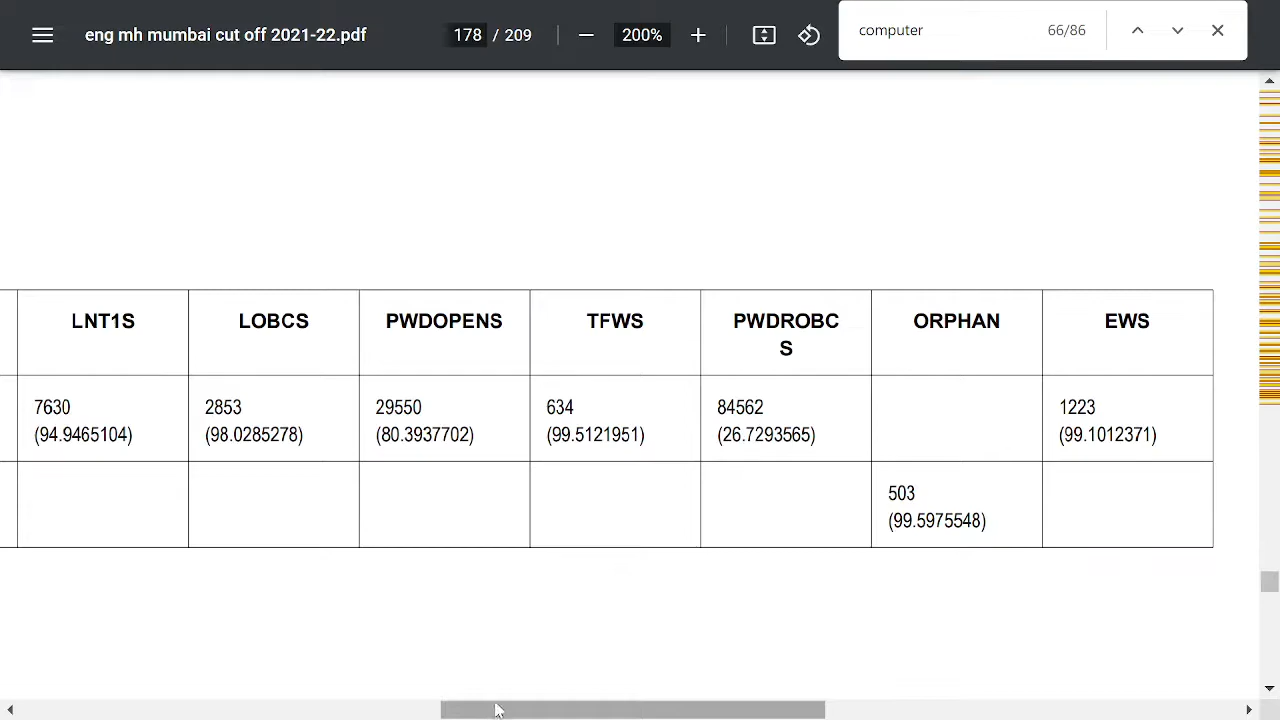 eng mh mumbai cut off 2021-22.pdf
178 / 209
200%
computer
66/86
LNT1S LOBCS PWDOPENS TFWS PWDROBC ORPHAN EWS
S
7630 2853 29550 634 84562 1223
(94.9465104) (98.0285278) (80.3937702) (99.5121951) (26.7293565) (99.1012371)
503
(99.5975548)